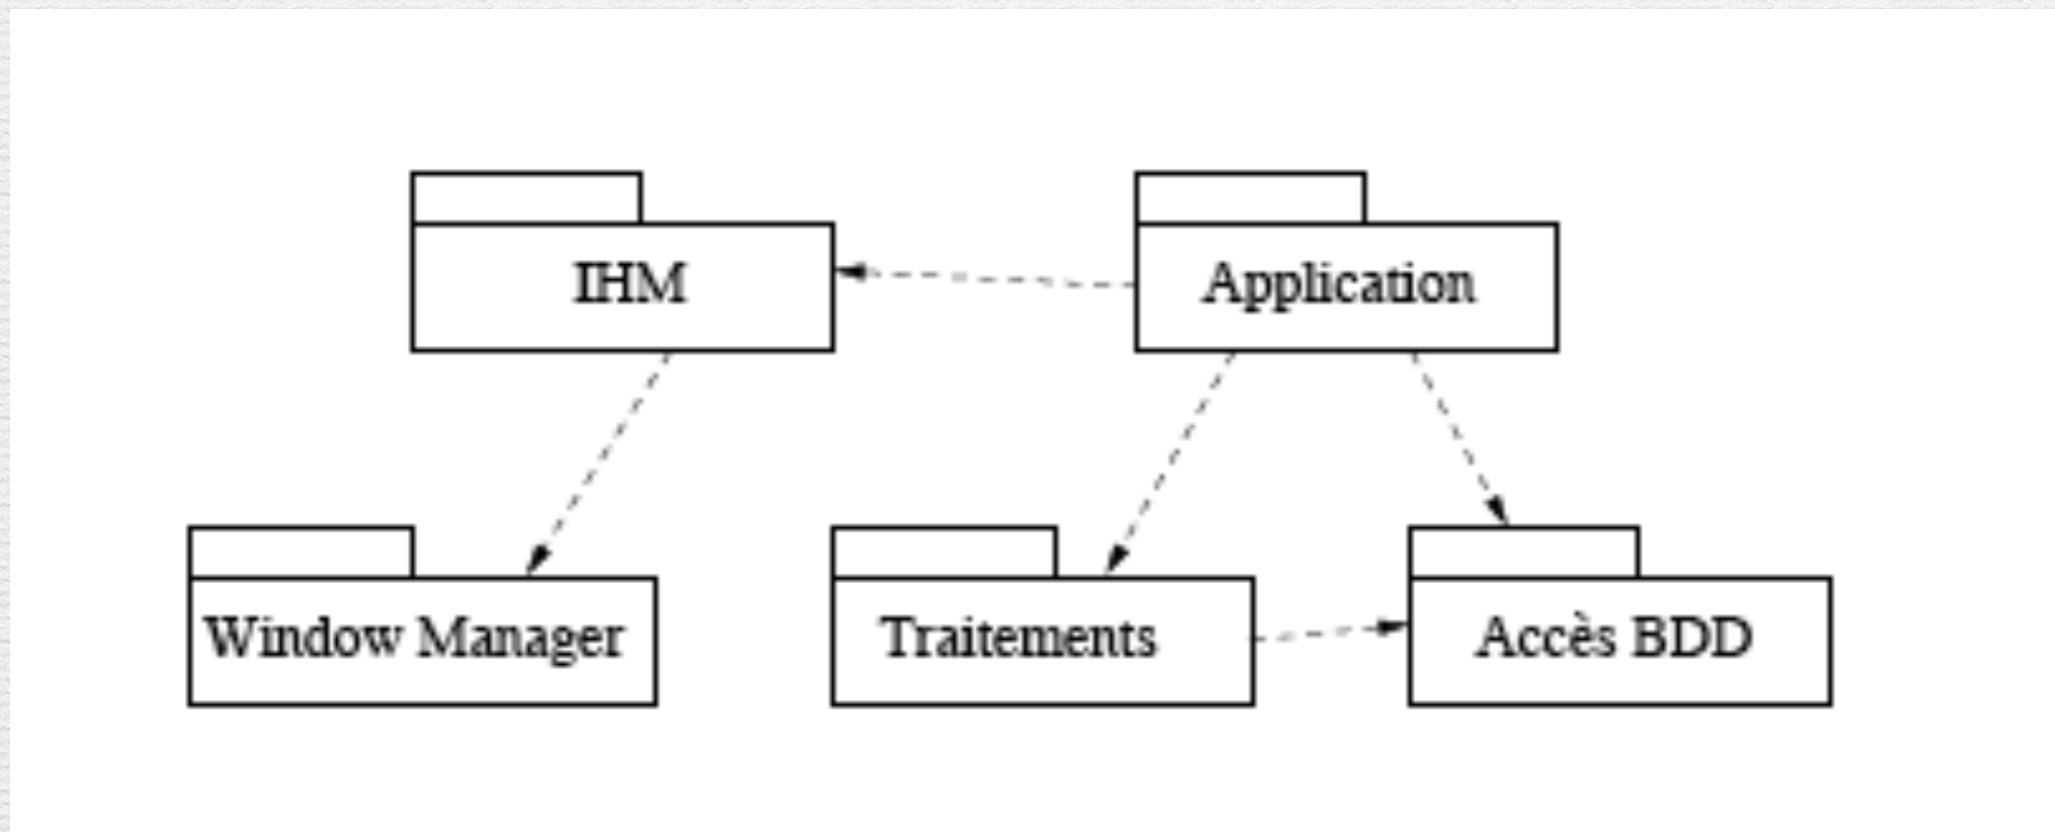 IHM
Application
Window Manager
Traitements
Accès BDD